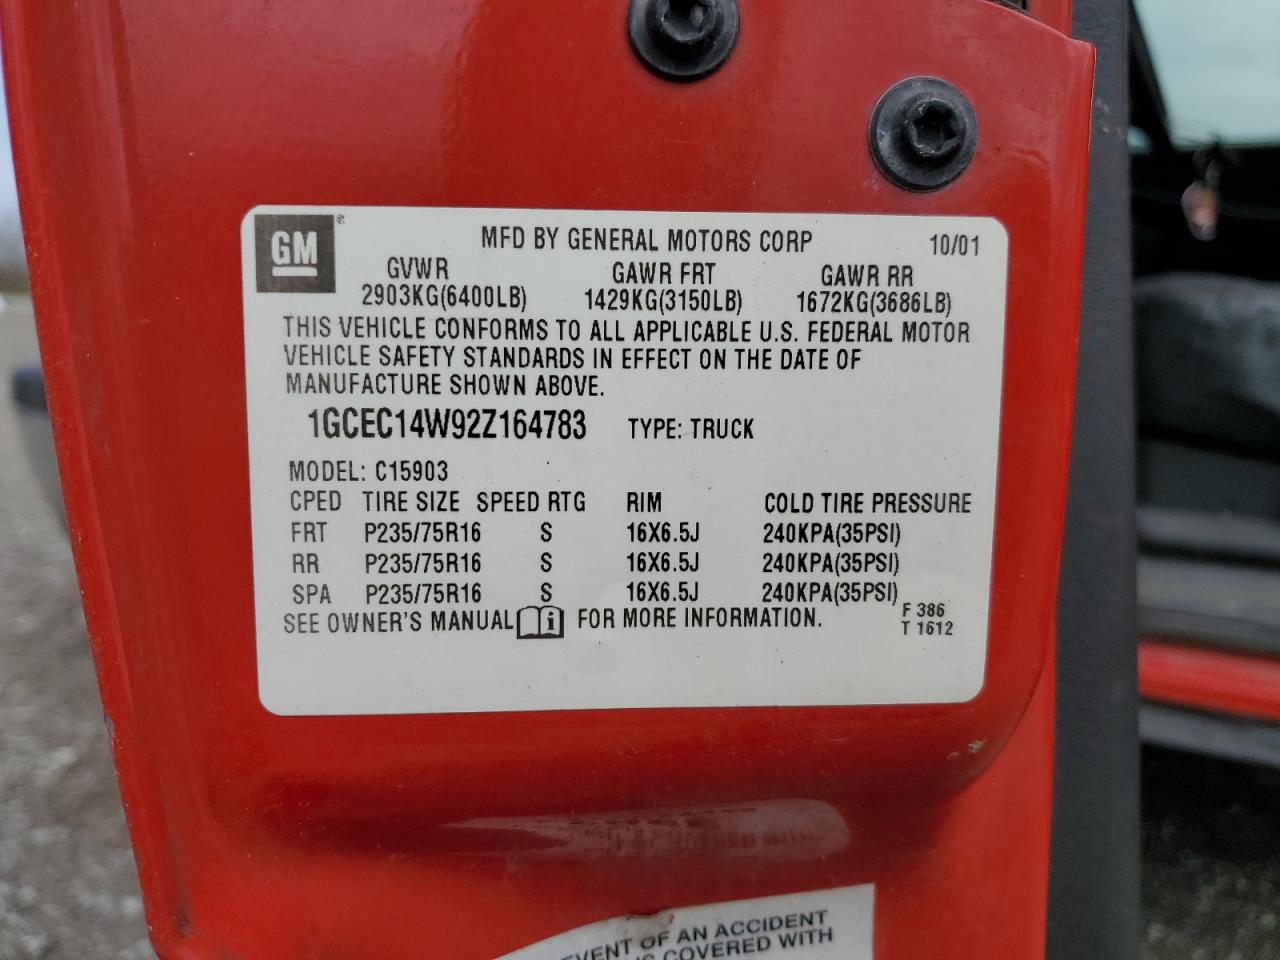 GM ® MFD BY GENERAL MOTORS CORP 10/01
GVWR GAWR FRT GAWR RR
2903KG(6400LB) 1429KG(3150LB) 1672KG(3686LB)
THIS VEHICLE CONFORMS TO ALL APPLICABLE U.S. FEDERAL MOTOR
VEHICLE SAFETY STANDARDS IN EFFECT ON THE DATE OF
MANUFACTURE SHOWN ABOVE.
1GCEC14W92Z164783 TYPE: TRUCK
MODEL: C15903
CPED TIRE SIZE SPEED RTG RIM COLD TIRE PRESSURE
FRT P235/75R16 S 16X6.5J 240KPA(35PSI)
RR P235/75R16 S 16X6.5J 240KPA(35PSI)
SPA P235/75R16 S 16X6.5J 240KPA(35PSI)
SEE OWNER'S MANUAL i FOR MORE INFORMATION. F 386
T 1612
EVENT OF AN ACCIDENT
IS COVERED WITH